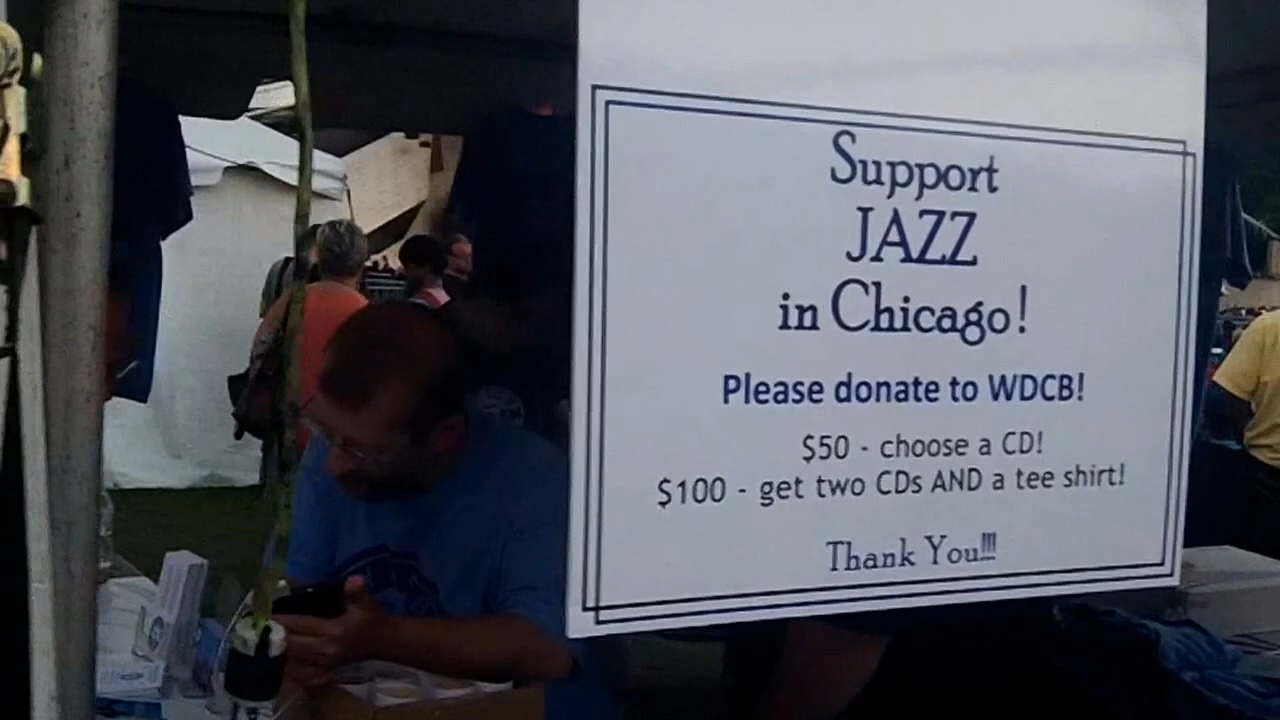 Support
JAZZ
in Chicago!
Please donate to WDCB!
$50 - choose a CD!
$100 - get two CDs AND a tee shirt!
Thank You!!!!